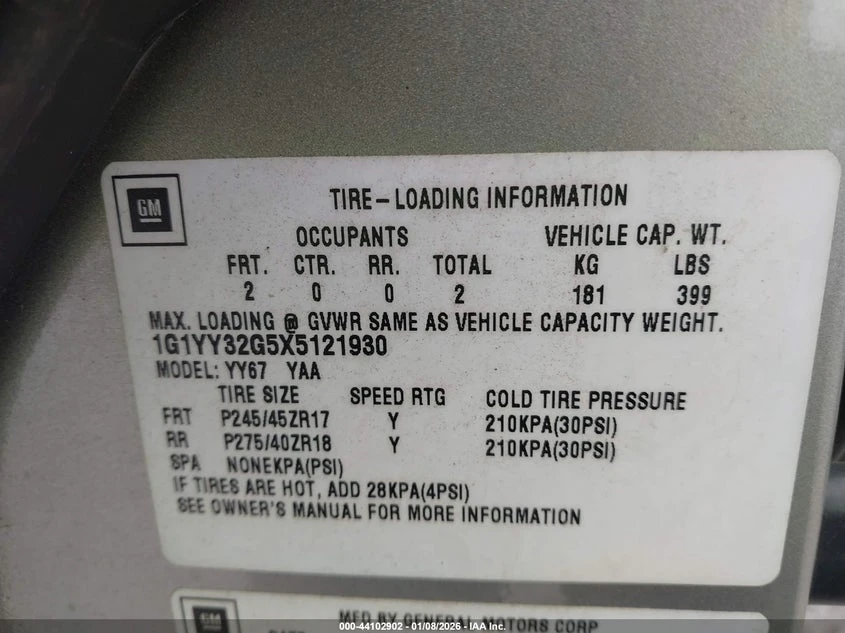 GM
TIRE-LOADING INFORMATION
OCCUPANTS VEHICLE CAP. WT.
FRT. CTR. RR. TOTAL KG LBS
2 0 0 2 181 399
MAX. LOADING @ GVWR SAME AS VEHICLE CAPACITY WEIGHT.
1G1YY32G5X5121930
MODEL: YY67 YAA
TIRE SIZE SPEED RTG COLD TIRE PRESSURE
FRT P245/45ZR17 Y 210KPA(30PSI)
RR P275/40ZR18 Y 210KPA(30PSI)
SPA NONEKPA(PSI)
IF TIRES ARE HOT, ADD 28KPA(4PSI)
SEE OWNER'S MANUAL FOR MORE INFORMATION
GM
MFD BY GENERAL MOTORS CORP
000-44102902 - 01/08/2026 - IAA Inc.